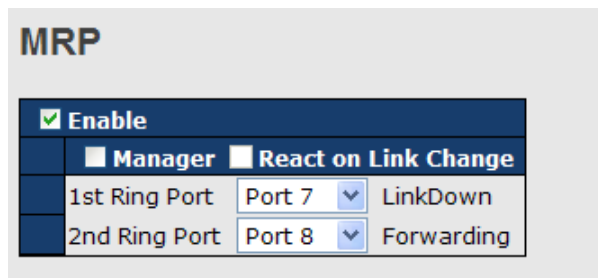 MRP
Enable
Manager React on Link Change
1st Ring Port Port 7 LinkDown
2nd Ring Port Port 8 Forwarding